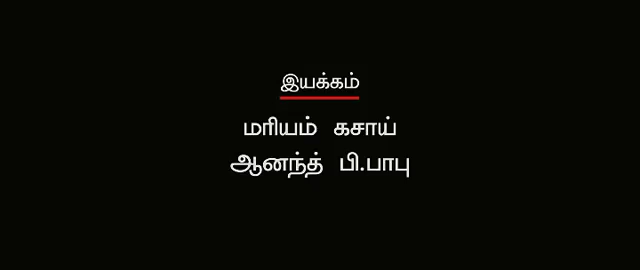 இயக்கம்
மரியம் கசாய்
ஆனந்த் பி.பாபு